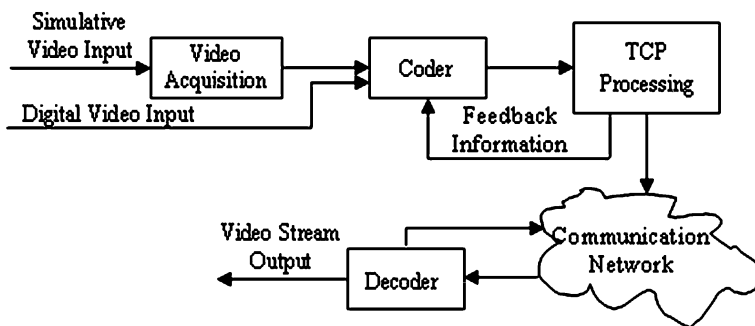 Simulative
Video Input
Video
Acquisition
Coder
TCP
Processing
Digital Video Input
Feedback
Information
Video Stream
Output
Decoder
Communication
Network